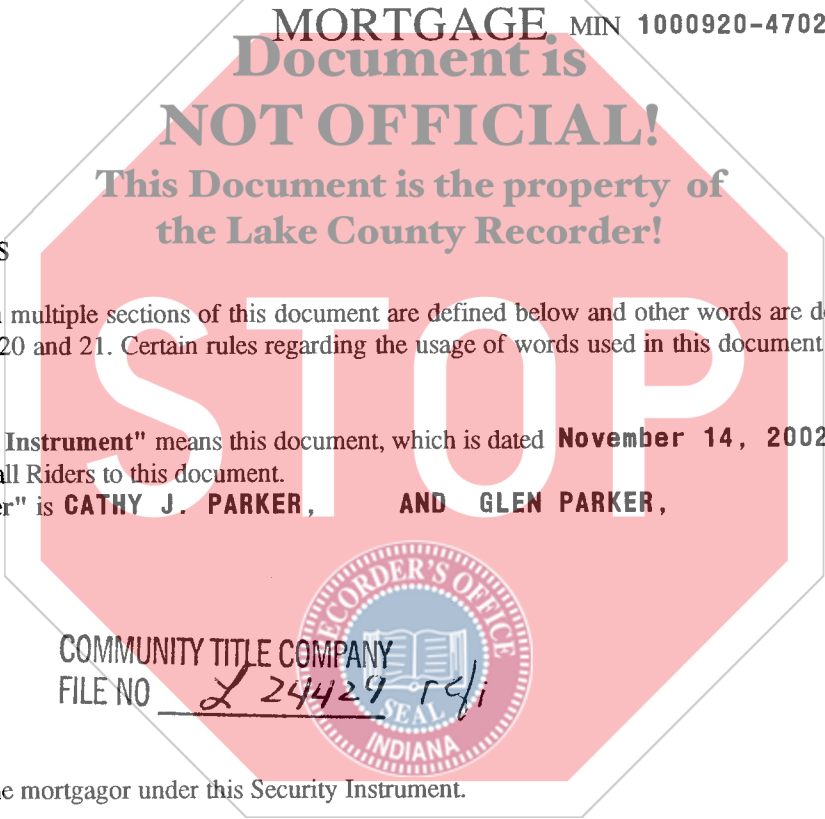 MORTGAGE MIN 1000920-4702
Document is
NOT OFFICIAL!
This Document is the property of
the Lake County Recorder!
S
multiple sections of this document are defined below and other words are d
20 and 21. Certain rules regarding the usage of words used in this document
STOP
Instrument" means this document, which is dated November 14, 2002
all Riders to this document.
er" is CATHY J. PARKER, AND GLEN PARKER,
RECORDER'S OFFICE
SEAL
INDIANA
COMMUNITY TITLE COMPANY
FILE NO L 24429
e mortgagor under this Security Instrument.